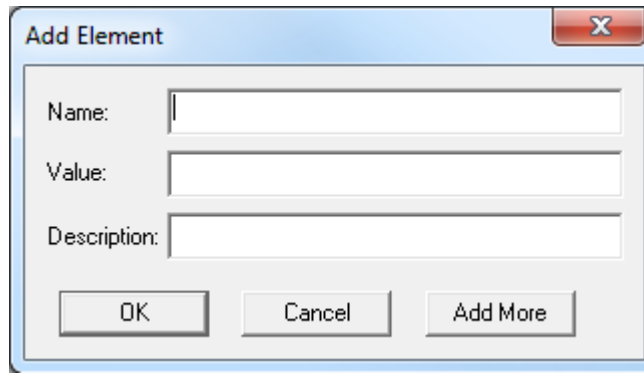 Add Element
Name:
Value:
Description:
OK Cancel Add More